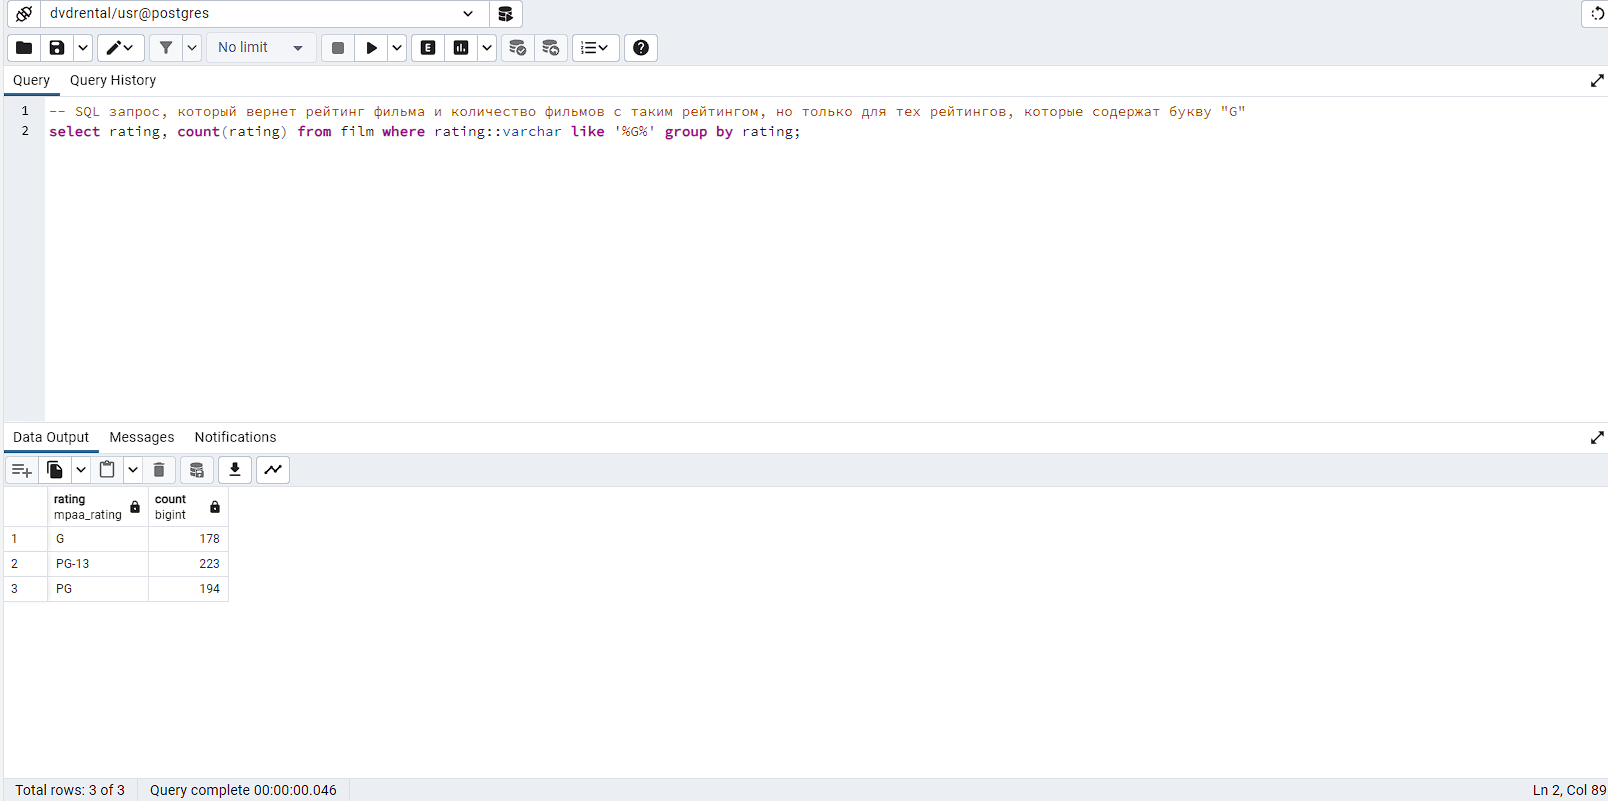 dvdrental/usr@postgres
No limit
E
Query Query History
1 -- SQL запрос, который вернет рейтинг фильма и количество фильмов с таким рейтингом, но только для тех рейтингов, которые содержат букву "G"
2 select rating, count(rating) from film where rating::varchar like '%G%' group by rating;
Data Output Messages Notifications
rating count
mpaa_rating bigint
1 G 178
2 PG-13 223
3 PG 194
Total rows: 3 of 3 Query complete 00:00:00.046 Ln 2, Col 89